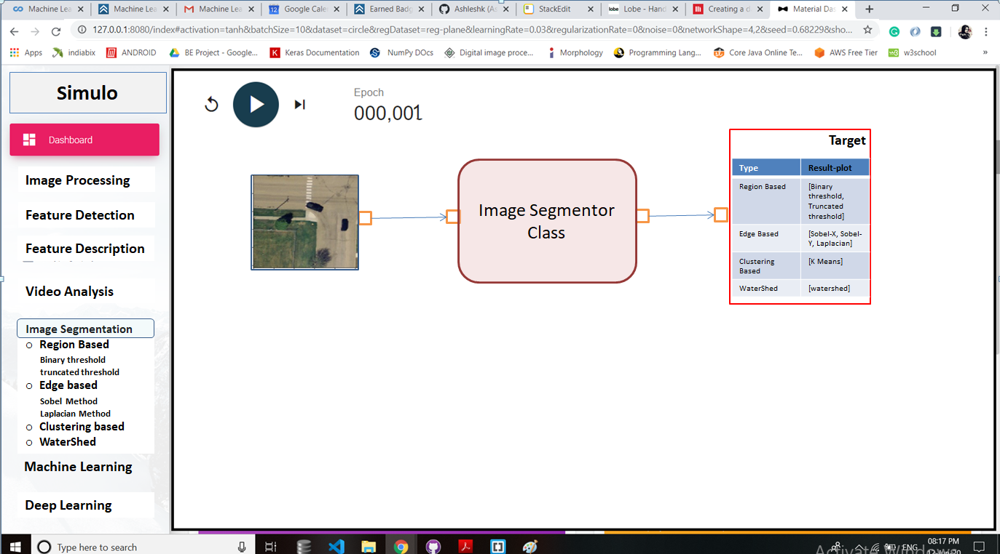 Machine Lea
Machine Lea
Machine Lea
Google Cale
Earned Badg
Ashleshk (As
StackEdit
Lobe - Hand
Creating a d
Material Das
127.0.0.1:8080/index#activation=tanh&batchSize=10&dataset=circle&regDataset=reg-plane&learningRate=0.03&regularizationRate=0&noise=0&networkShape=4,2&seed=0.68229&sho...
Apps
indiabix
ANDROID
BE Project - Google...
Keras Documentation
NumPy DOcs
Digital image proce...
Morphology
Programming Lang...
Core Java Online Te...
AWS Free Tier
w3school
»
Simulo
Dashboard
Image Processing
Feature Detection
Feature Description
Video Analysis
Image Segmentation
Region Based
Binary threshold
truncated threshold
Edge based
Sobel Method
Laplacian Method
Clustering based
WaterShed
Machine Learning
Deep Learning
Epoch
000,001
Image Segmentor
Class
Target
Type Result-plot
Region Based [Binary
threshold,
Truncated
threshold]
Edge Based [Sobel-X, Sobel-
Y, Laplacian]
Clustering [K Means]
Based
WaterShed [watershed]
Type here to search
ENG
08:17 PM